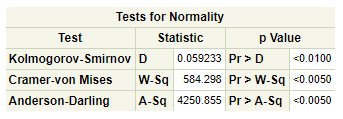 Tests for Normality
Test Statistic p Value
Kolmogorov-Smirnov D 0.059233 Pr > D <0.0100
Cramer-von Mises W-Sq 584.298 Pr > W-Sq <0.0050
Anderson-Darling A-Sq 4250.855 Pr > A-Sq <0.0050